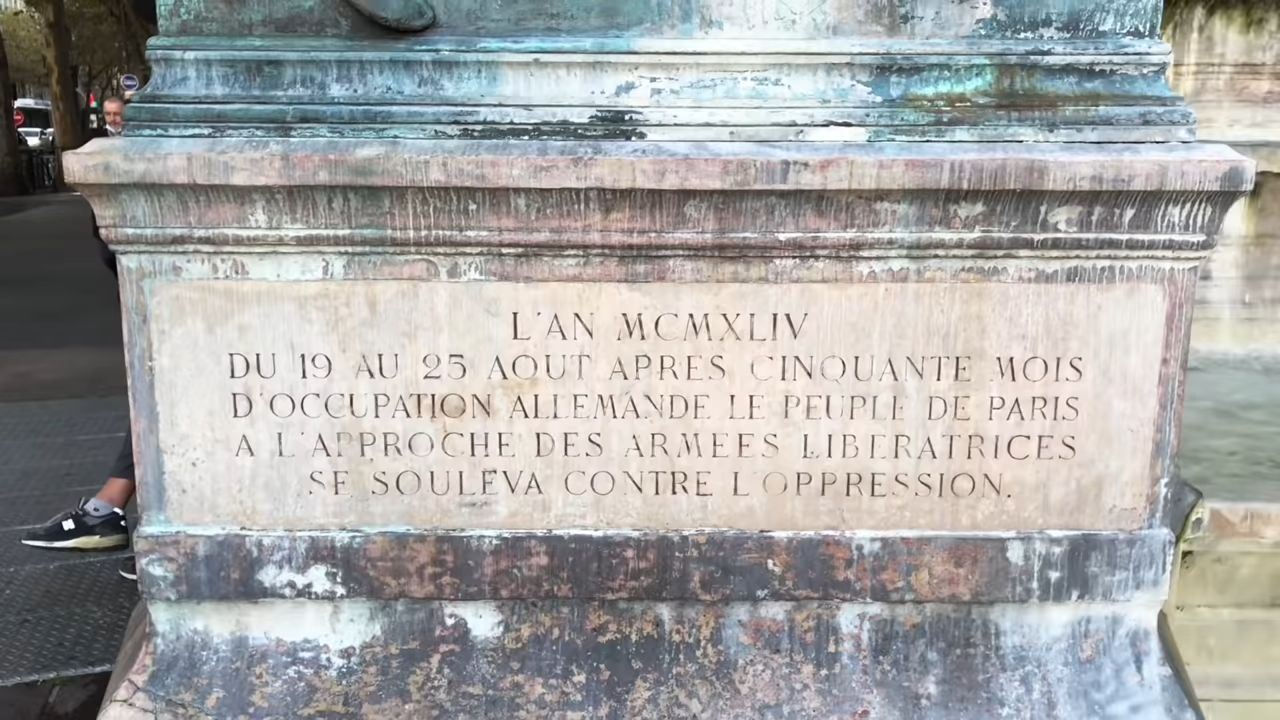 L'AN MCMXLIV
DU 19 AU 25 AOUT APRES CINQUANTE MOIS
D'OCCUPATION ALLEMANDE LE PEUPLE DE PARIS
A L'APPROCHE DES ARMEES LIBERATRICES
SE SOULEVA CONTRE L'OPPRESSION.